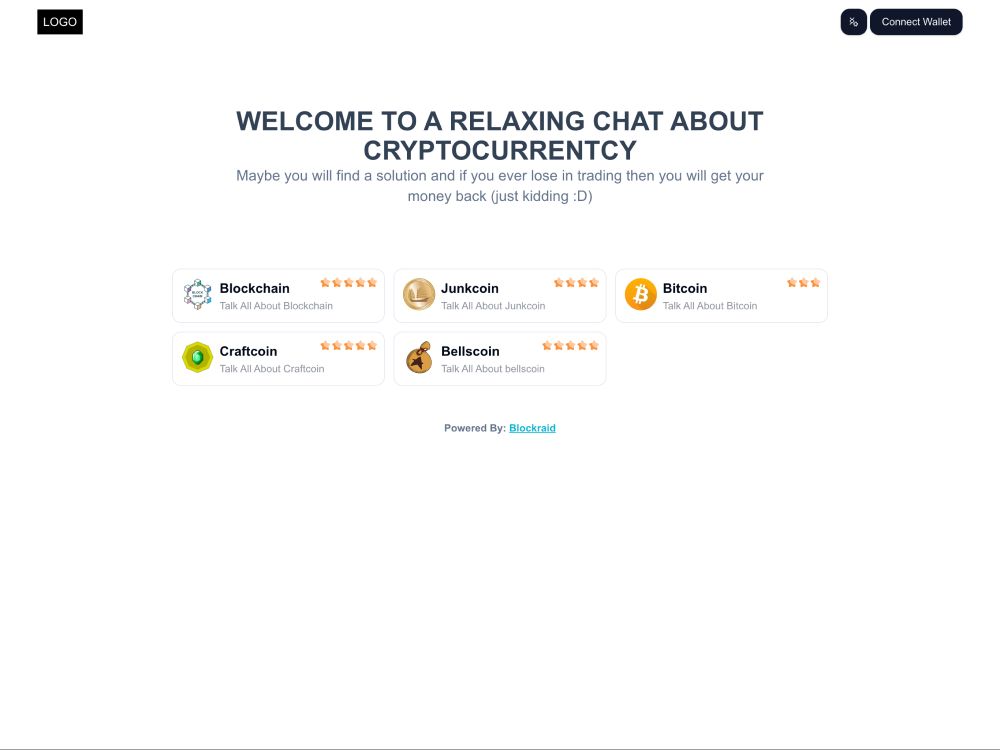 LOGO
Connect Wallet
WELCOME TO A RELAXING CHAT ABOUT
CRYPTOCURRENTCY
Maybe you will find a solution and if you ever lose in trading then you will get your
money back (just kidding :D)
Blockchain
Talk All About Blockchain
Junkcoin
Talk All About Junkcoin
Bitcoin
Talk All About Bitcoin
Craftcoin
Talk All About Craftcoin
Bellscoin
Talk All About bellscoin
Powered By: Blockraid